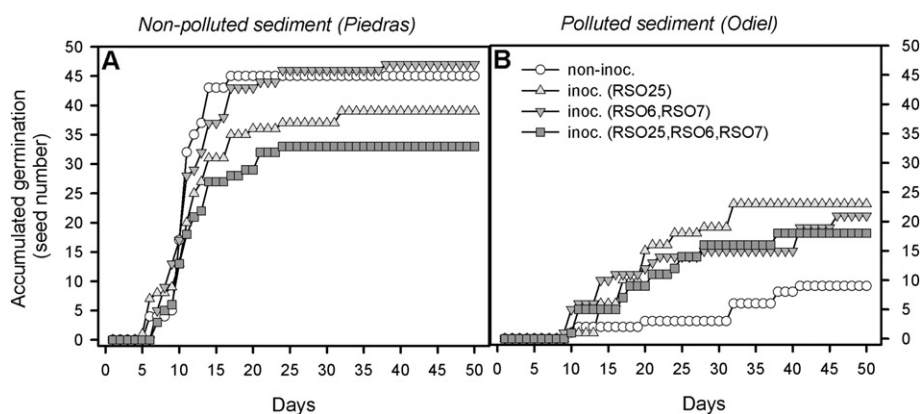 Non-polluted sediment (Piedras)
Polluted sediment (Odiel)
A
B
50
45
40
35
30
25
20
15
10
5
0
non-inoc.
inoc. (RSO25)
inoc. (RSO6,RSO7)
inoc. (RSO25,RSO6,RSO7)
50
45
40
35
30
25
20
15
10
5
0
Accumulated germination
(seed number)
0 5 10 15 20 25 30 35 40 45 50
0 5 10 15 20 25 30 35 40 45 50
Days
Days